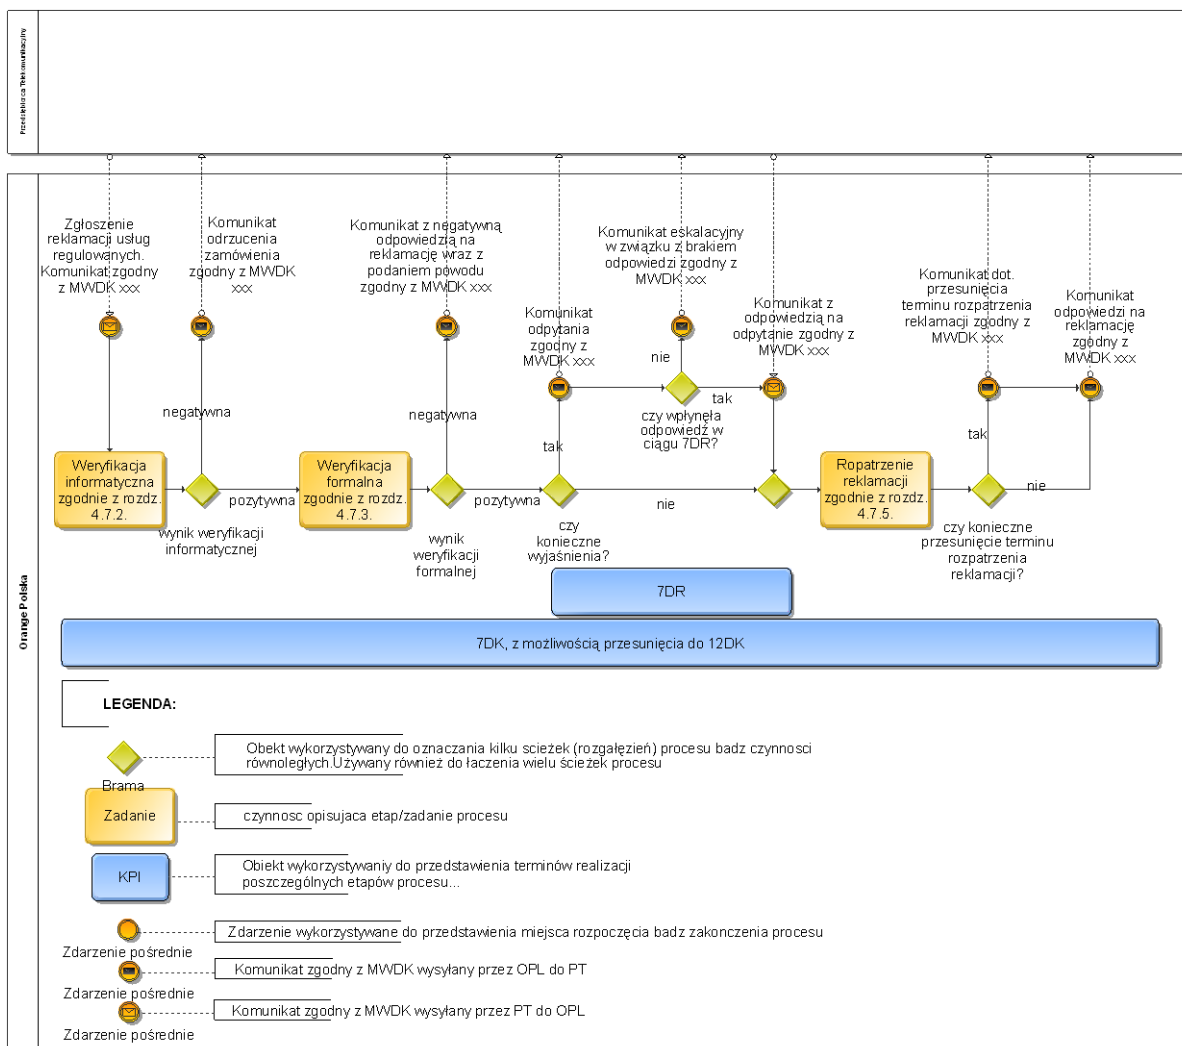 Przedsiębiorca Telekomunikacyjny
Orange Polska
Zgłoszenie
reklamacji usług
regulowanych.
Komunikat zgodny
z MWDK xxx
Komunikat
odrzucenia
zamówienia
zgodny z MWDK
xxx
Komunikat z negatywną
odpowiedzią na
reklamację wraz z
podaniem powodu
zgodny z MWDK xxx
Komunikat
odpytania
zgodny z
MWDK xxx
Komunikat eskalacyjny
w związku z brakiem
odpowiedzi zgodny z
MWDK xxx
Komunikat z
odpowiedzią na
odpytanie zgodny z
MWDK xxx
Komunikat dot.
przesunięcia
terminu rozpatrzenia
reklamacji zgodny z
MWDK xxx
Komunikat
odpowiedzi na
reklamację
zgodny z
MWDK xxx
negatywna
negatywna
tak
nie
tak
czy wpłynęła
odpowiedź w
ciągu 7DR?
tak
Weryfikacja
informatyczna
zgodnie z rozdz.
4.7.2.
pozytywna
wynik weryfikacji
informatycznej
Weryfikacja
formalna
zgodnie z rozdz.
4.7.3.
pozytywna
wynik
weryfikacji
formalnej
czy
konieczne
wyjaśnienia?
nie
Ropatrzenie
reklamacji
zgodnie z rozdz.
4.7.5.
nie
czy konieczne
przesunięcie terminu
rozpatrzenia
reklamacji?
7DR
7DK, z możliwością przesunięcia do 12DK
LEGENDA:
Brama
Obekt wykorzystywany do oznaczania kilku scieżek (rozgałęzień) procesu badz czynnosci
równoległych.Używany również do łaczenia wielu ścieżek procesu
Zadanie
czynnosc opisujaca etap/zadanie procesu
KPI
Obiekt wykorzystywaniy do przedstawienia terminów realizacji
poszczególnych etapów procesu...
Zdarzenie pośrednie
Zdarzenie wykorzystywane do przedstawienia miejsca rozpoczęcia badz zakonczenia procesu
Zdarzenie pośrednie
Komunikat zgodny z MWDK wysyłany przez OPL do PT
Zdarzenie pośrednie
Komunikat zgodny z MWDK wysyłany przez PT do OPL